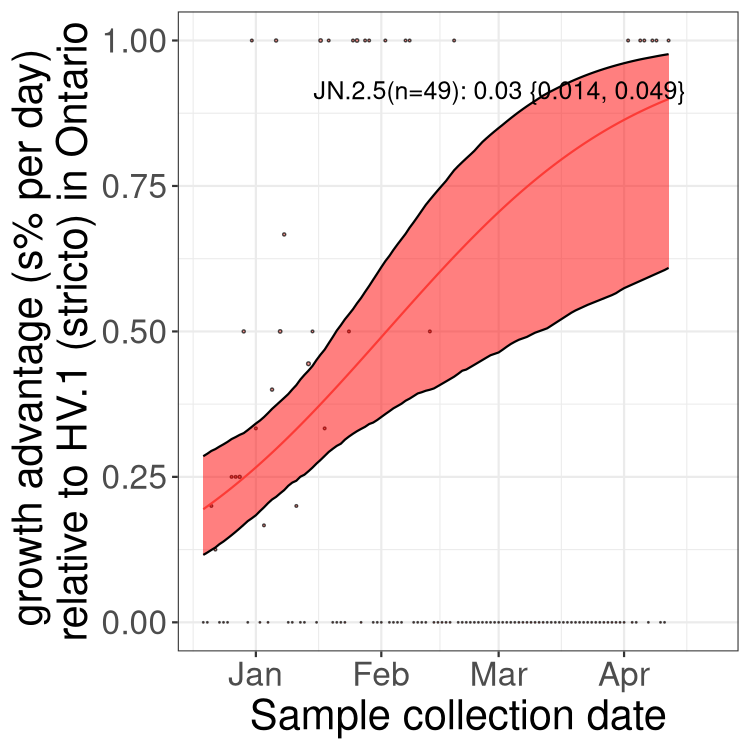 growth advantage (s% per day)
relative to HV.1 (stricto) in Ontario
1.00
0.75
0.50
0.25
0.00
JN.2.5(n=49): 0.03 {0.014, 0.049}
Jan Feb Mar Apr
Sample collection date